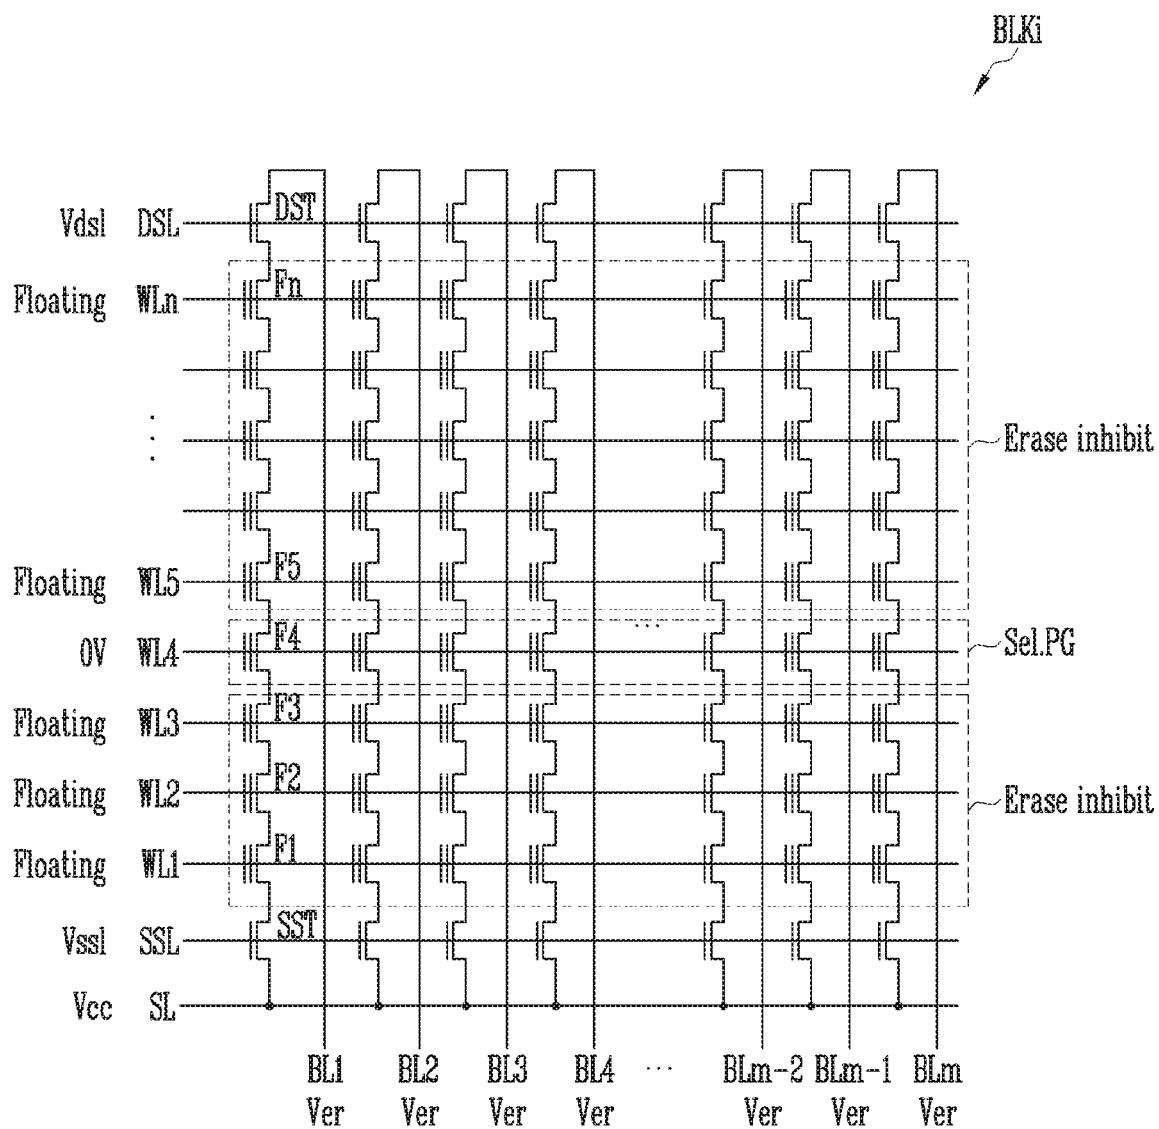 BLKi
Vdsl DSL DST
Floating WLn Fn
Erase inhibit
Floating WL5 F5
...
0V WL4 F4 Sel.PG
Floating WL3 F3
Floating WL2 F2 Erase inhibit
Floating WL1 F1
Vssl SSL SST
Vcc SL
BL1 BL2 BL3 BL4 ... BLm-2 BLm-1 BLm
Ver Ver Ver Ver Ver Ver Ver